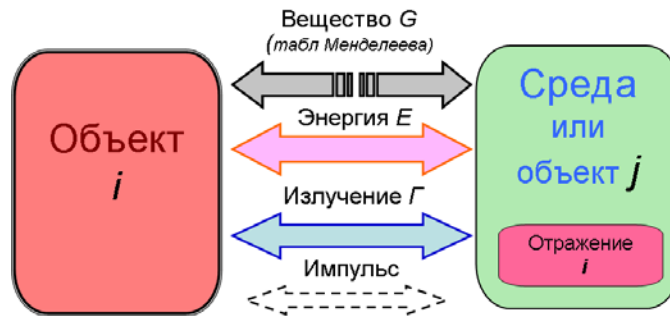 Вещество G
(табл Менделеева)
Объект
i
Энергия E
Излучение Г
Импульс
Среда
или
объект j
Отражение
i